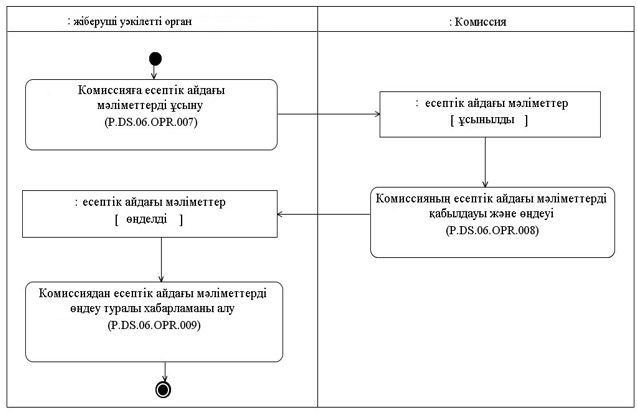 : жіберуші уәкілетті орган
: Комиссия
Комиссияға есептік айдағы
мәліметтерді ұсыну
(P.DS.06.OPR.007)
: есептік айдағы мәліметтер
[ ұсынылды ]
Комиссияның есептік айдағы мәліметтерді
қабылдауы және өңдеуі
(P.DS.06.OPR.008)
: есептік айдағы мәліметтер
[ өңделді ]
Комиссиядан есептік айдағы мәліметтерді
өңдеу туралы хабарламаны алу
(P.DS.06.OPR.009)